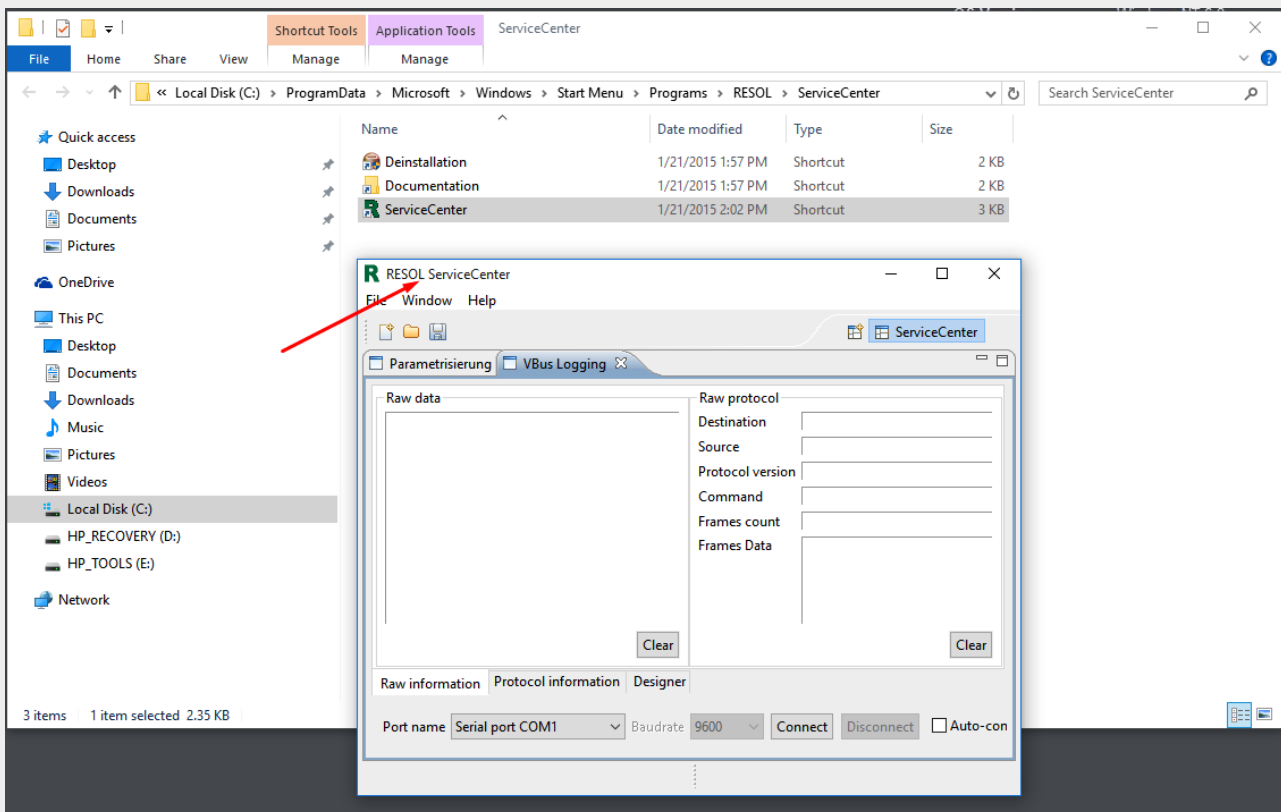 Shortcut Tools Application Tools ServiceCenter
File Home Share View Manage Manage
« Local Disk (C:) › ProgramData › Microsoft › Windows › Start Menu › Programs › RESOL › ServiceCenter
Search ServiceCenter
Name Date modified Type Size
Quick access
Desktop
Downloads
Documents
Pictures
OneDrive
This PC
Desktop
Documents
Downloads
Music
Pictures
Videos
Local Disk (C:)
HP_RECOVERY (D:)
HP_TOOLS (E:)
Network
Deinstallation 1/21/2015 1:57 PM Shortcut 2 KB
Documentation 1/21/2015 1:57 PM Shortcut 2 KB
ServiceCenter 1/21/2015 2:02 PM Shortcut 3 KB
R RESOL ServiceCenter
File Window Help
ServiceCenter
Parametrisierung VBus Logging
Raw data
Raw protocol
Destination
Source
Protocol version
Command
Frames count
Frames Data
Clear Clear
Raw information Protocol information Designer
Port name Serial port COM1 Baudrate 9600 Connect Disconnect Auto-con
3 items 1 item selected 2.35 KB